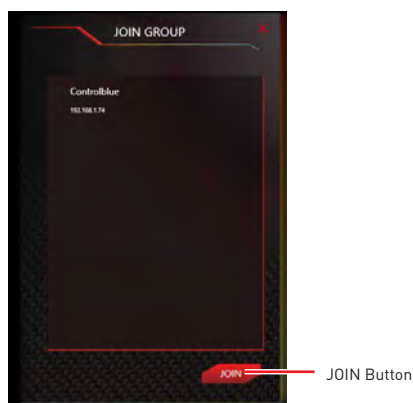 JOIN GROUP
Controlblue
192.168.1.74
JOIN
JOIN Button